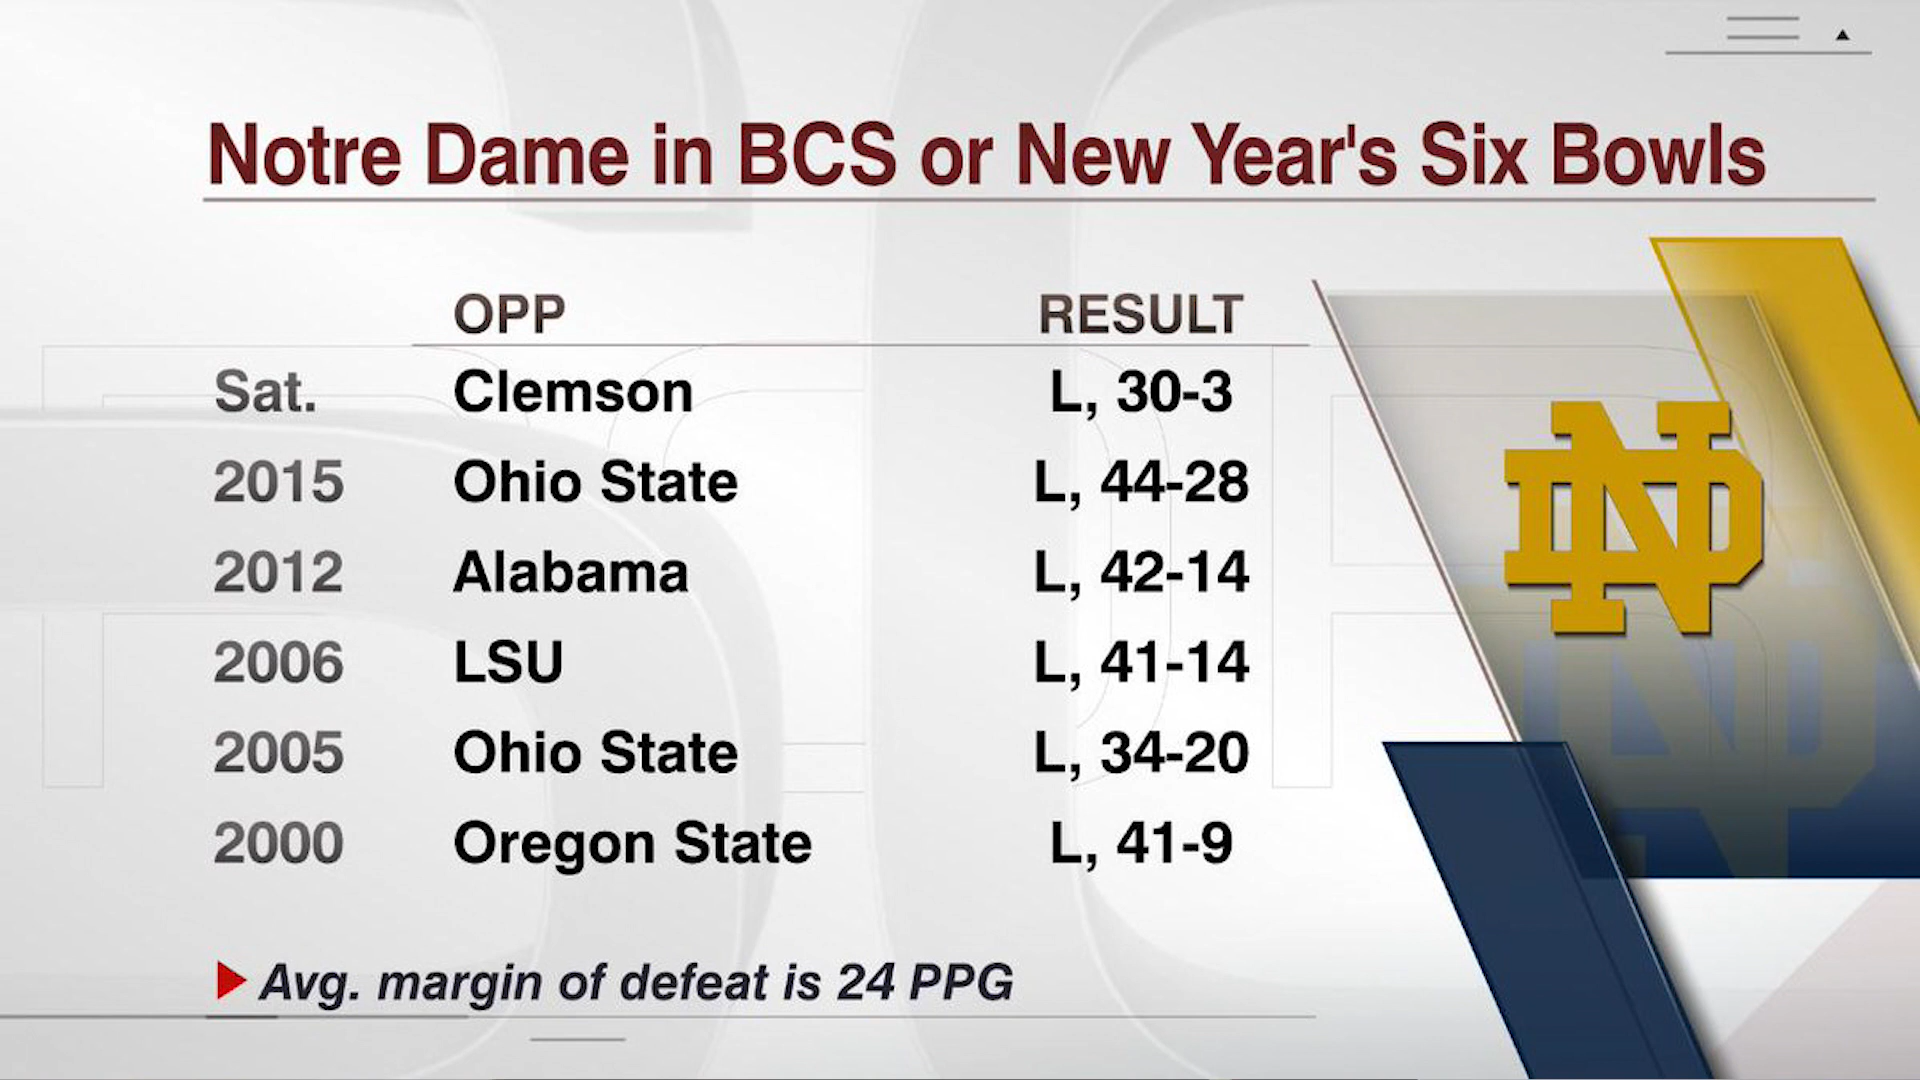 Notre Dame in BCS or New Year's Six Bowls
OPP RESULT
Sat. Clemson L, 30-3
2015 Ohio State L, 44-28
2012 Alabama L, 42-14
2006 LSU L, 41-14
2005 Ohio State L, 34-20
2000 Oregon State L, 41-9
Avg. margin of defeat is 24 PPG
ND